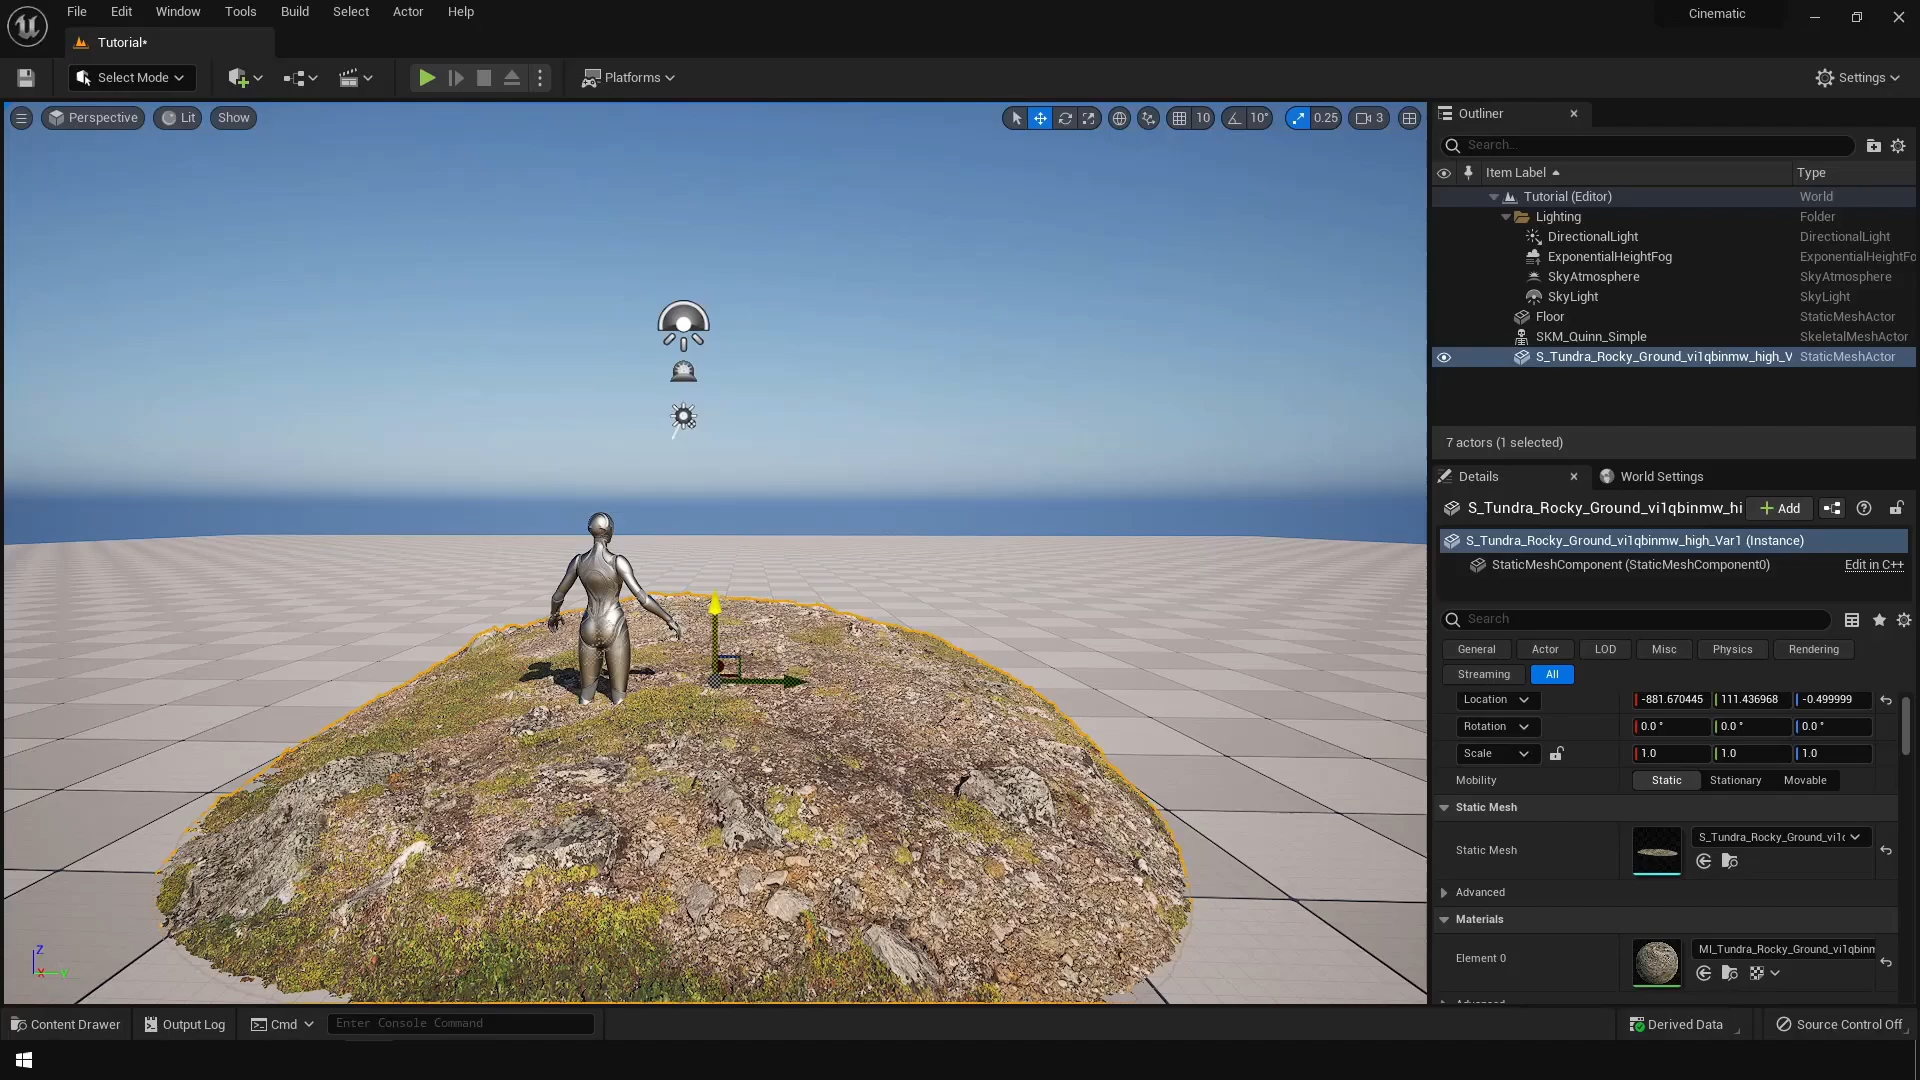 File Edit Window Tools Build Select Actor Help
Cinematic
Tutorial*
Select Mode
Platforms
Settings
Perspective Lit Show
10 10° 0.25 3
Outliner
Search...
Item Label Type
Tutorial (Editor) World
Lighting Folder
DirectionalLight DirectionalLight
ExponentialHeightFog ExponentialHeightFo
SkyAtmosphere SkyAtmosphere
SkyLight SkyLight
Floor StaticMeshActor
SKM_Quinn_Simple SkeletalMeshActor
S_Tundra_Rocky_Ground_vi1qbinmw_high_V StaticMeshActor
7 actors (1 selected)
Details World Settings
S_Tundra_Rocky_Ground_vi1qbinmw_hi Add
S_Tundra_Rocky_Ground_vi1qbinmw_high_Var1 (Instance)
StaticMeshComponent (StaticMeshComponent0) Edit in C++
Search
General Actor LOD Misc Physics Rendering
Streaming All
Location -881.670445 111.436968 -0.499999
Rotation 0.0 ° 0.0 ° 0.0 °
Scale 1.0 1.0 1.0
Mobility Static Stationary Movable
Static Mesh
Static Mesh S_Tundra_Rocky_Ground_vi1c
Advanced
Materials
Element 0 MI_Tundra_Rocky_Ground_vi1qbinm
Z
X Y
Content Drawer Output Log Cmd Enter Console Command Derived Data Source Control Off